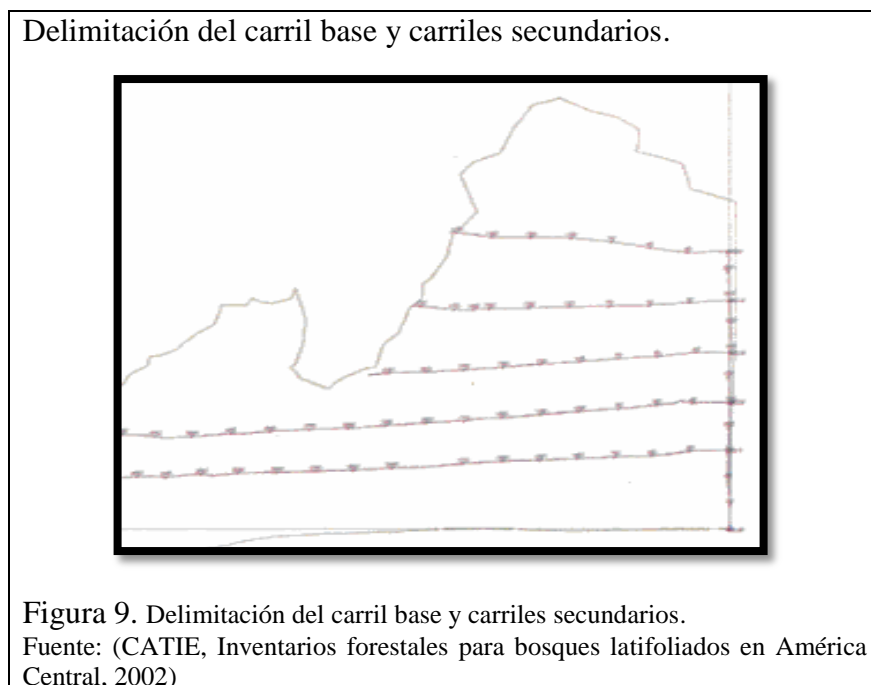 Delimitación del carril base y carriles secundarios.
Figura 9. Delimitación del carril base y carriles secundarios.
Fuente: (CATIE, Inventarios forestales para bosques latifoliados en América
Central, 2002)